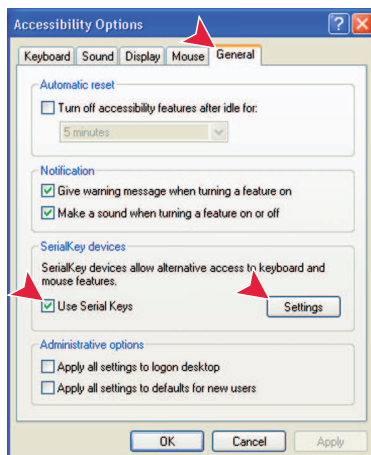 Accessibility Options
Keyboard Sound Display Mouse General
Automatic reset
Turn off accessibility features after idle for:
5 minutes
Notification
Give warning message when turning a feature on
Make a sound when turning a feature on or off
SerialKey devices
SerialKey devices allow alternative access to keyboard and
mouse features.
Use Serial Keys Settings
Administrative options
Apply all settings to logon desktop
Apply all settings to defaults for new users
OK Cancel Apply